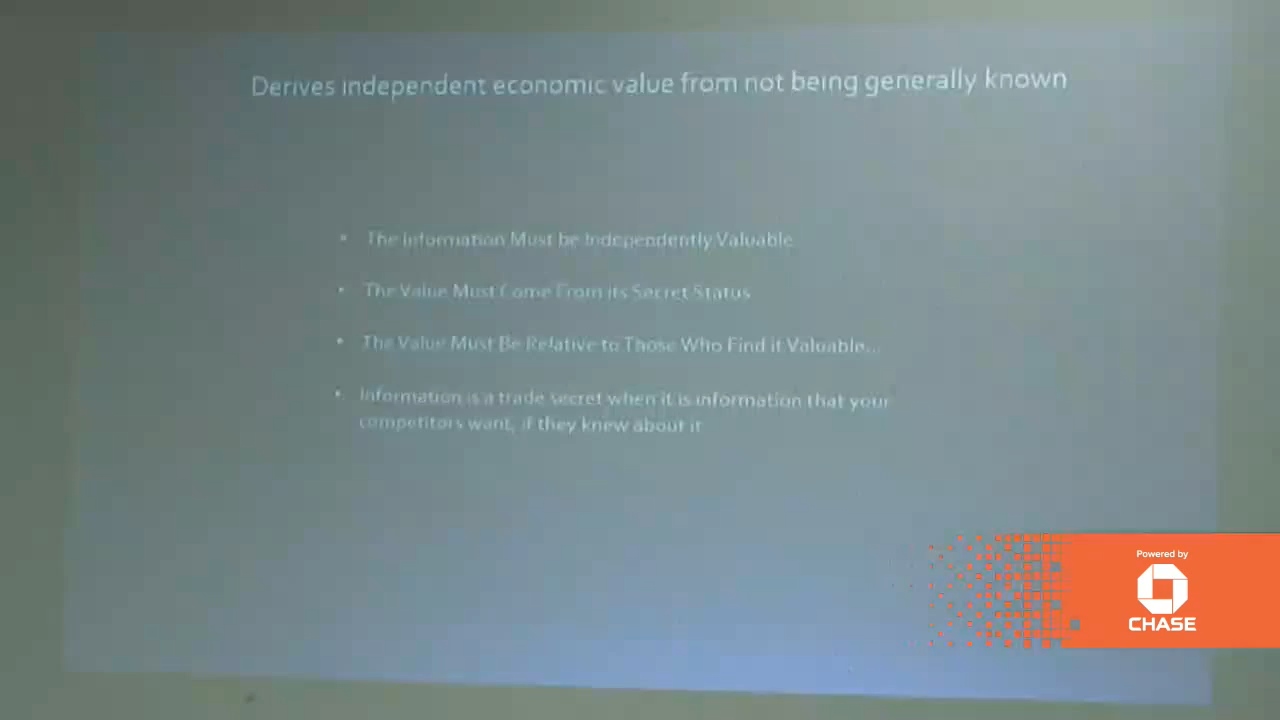 Derives independent economic value from not being generally known
• The Information Must be Independently Valuable
• The Value Must Come From its Secret Status
• The Value Must Be Relative to Those Who Find it Valuable...
• Information is a trade secret when it is information that your
competitors want, if they knew about it
Powered by
CHASE